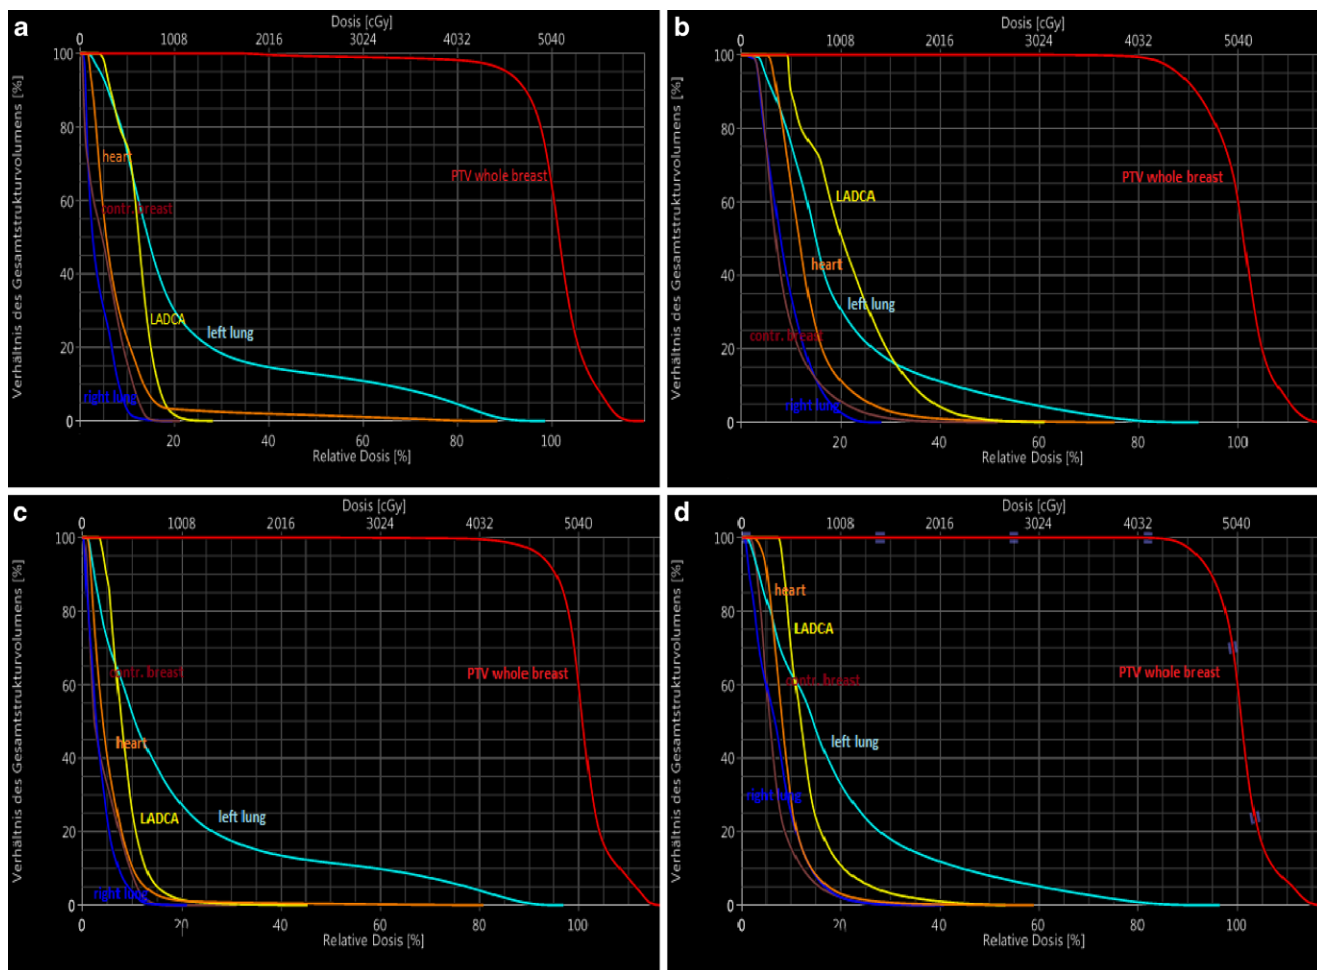 a
Dosis [cGy]
0 1008 2016 3024 4032 5040
Verhältnis des Gesamtstrukturvolumens [%]
100
80
60
40
20
0
heart
PTV whole breast
contr. breast
LADCA
left lung
right lung
20 40 60 80 100
Relative Dosis [%]
b
Dosis [cGy]
0 1008 2016 3024 4032 5040
Verhältnis des Gesamtstrukturvolumens [%]
100
80
60
40
20
0
PTV whole breast
LADCA
heart
left lung
contr. breast
right lung
0 20 40 60 80 100
Relative Dosis [%]
c
Dosis [cGy]
0 1008 2016 3024 4032 5040
Verhältnis des Gesamtstrukturvolumens [%]
100
80
60
40
20
0
contr. breast
PTV whole breast
heart
LADCA
left lung
right lung
0 20 40 60 80 100
Relative Dosis [%]
d
Dosis [cGy]
0 1008 2016 3024 4032 5040
Verhältnis des Gesamtstrukturvolumens [%]
100
80
60
40
20
0
heart
LADCA
contr. breast
PTV whole breast
left lung
right lung
0 20 40 60 80 100
Relative Dosis [%]